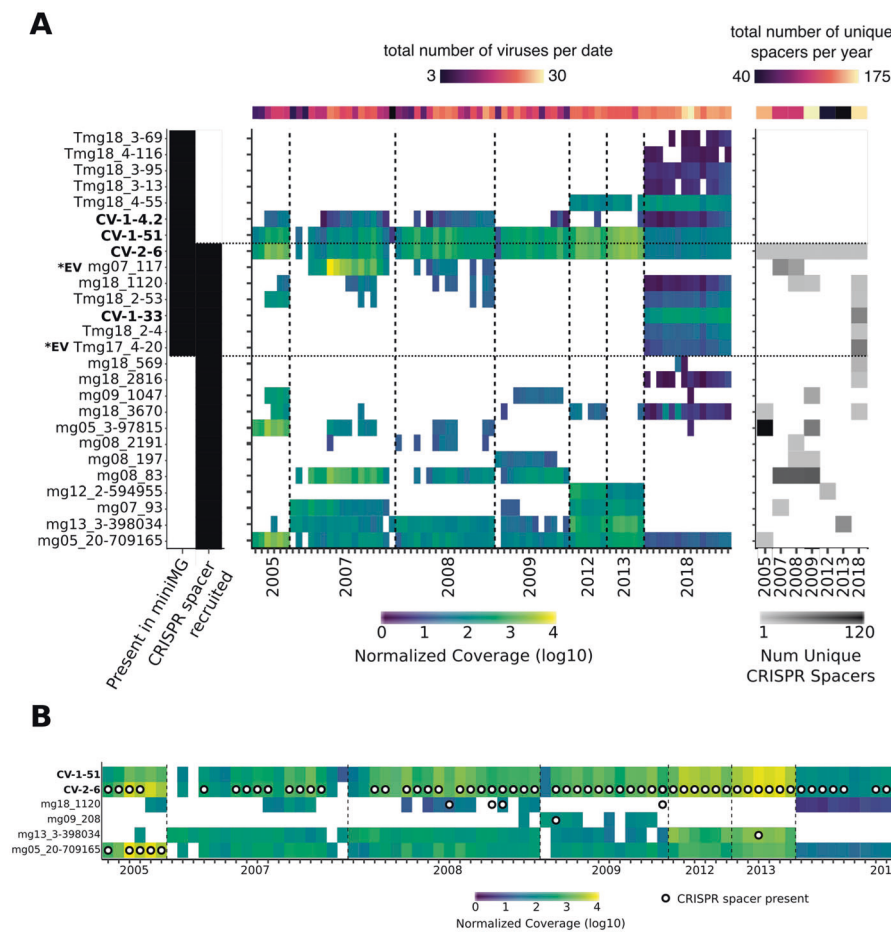 A
total number of viruses per date
3 30
total number of unique
spacers per year
40 175
Tmg18_3-69
Tmg18_4-116
Tmg18_3-95
Tmg18_3-13
Tmg18_4-55
CV-1-4.2
CV-1-51
CV-2-6
*EV mg07_117
mg18_1120
Tmg18_2-53
CV-1-33
Tmg18_2-4
*EV Tmg17_4-20
mg18_569
mg18_2816
mg09_1047
mg18_3670
mg05_3-97815
mg08_2191
mg08_197
mg08_83
mg12_2-594955
mg07_93
mg13_3-398034
mg05_20-709165
Present in miniMG
CRISPR spacer
recruited
2005 2007 2008 2009 2012 2013 2018
2005 2007 2008 2009 2012 2013 2018
0 1 2 3 4
Normalized Coverage (log10)
1 120
Num Unique
CRISPR Spacers
B
CV-1-51
CV-2-6
mg18_1120
mg09_208
mg13_3-398034
mg05_20-709165
2005 2007 2008 2009 2012 2013 201
0 1 2 3 4
Normalized Coverage (log10)
CRISPR spacer present